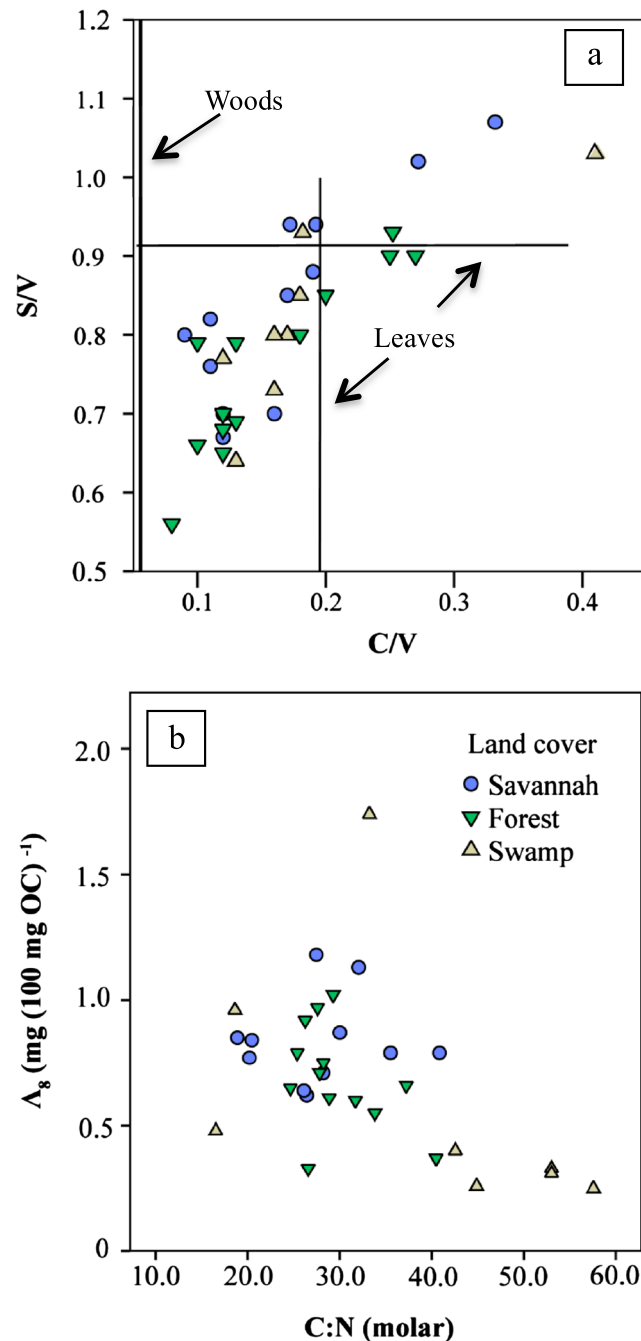 a
1.2
1.1
1.0
0.9
0.8
0.7
0.6
0.5
S/V
Woods
Leaves
0.1
0.2
0.3
0.4
C/V
b
Land cover
Savannah
Forest
Swamp
2.0
1.5
1.0
0.5
0
Λ₈ (mg (100 mg OC) ⁻¹)
10.0
20.0
30.0
40.0
50.0
60.0
C:N (molar)